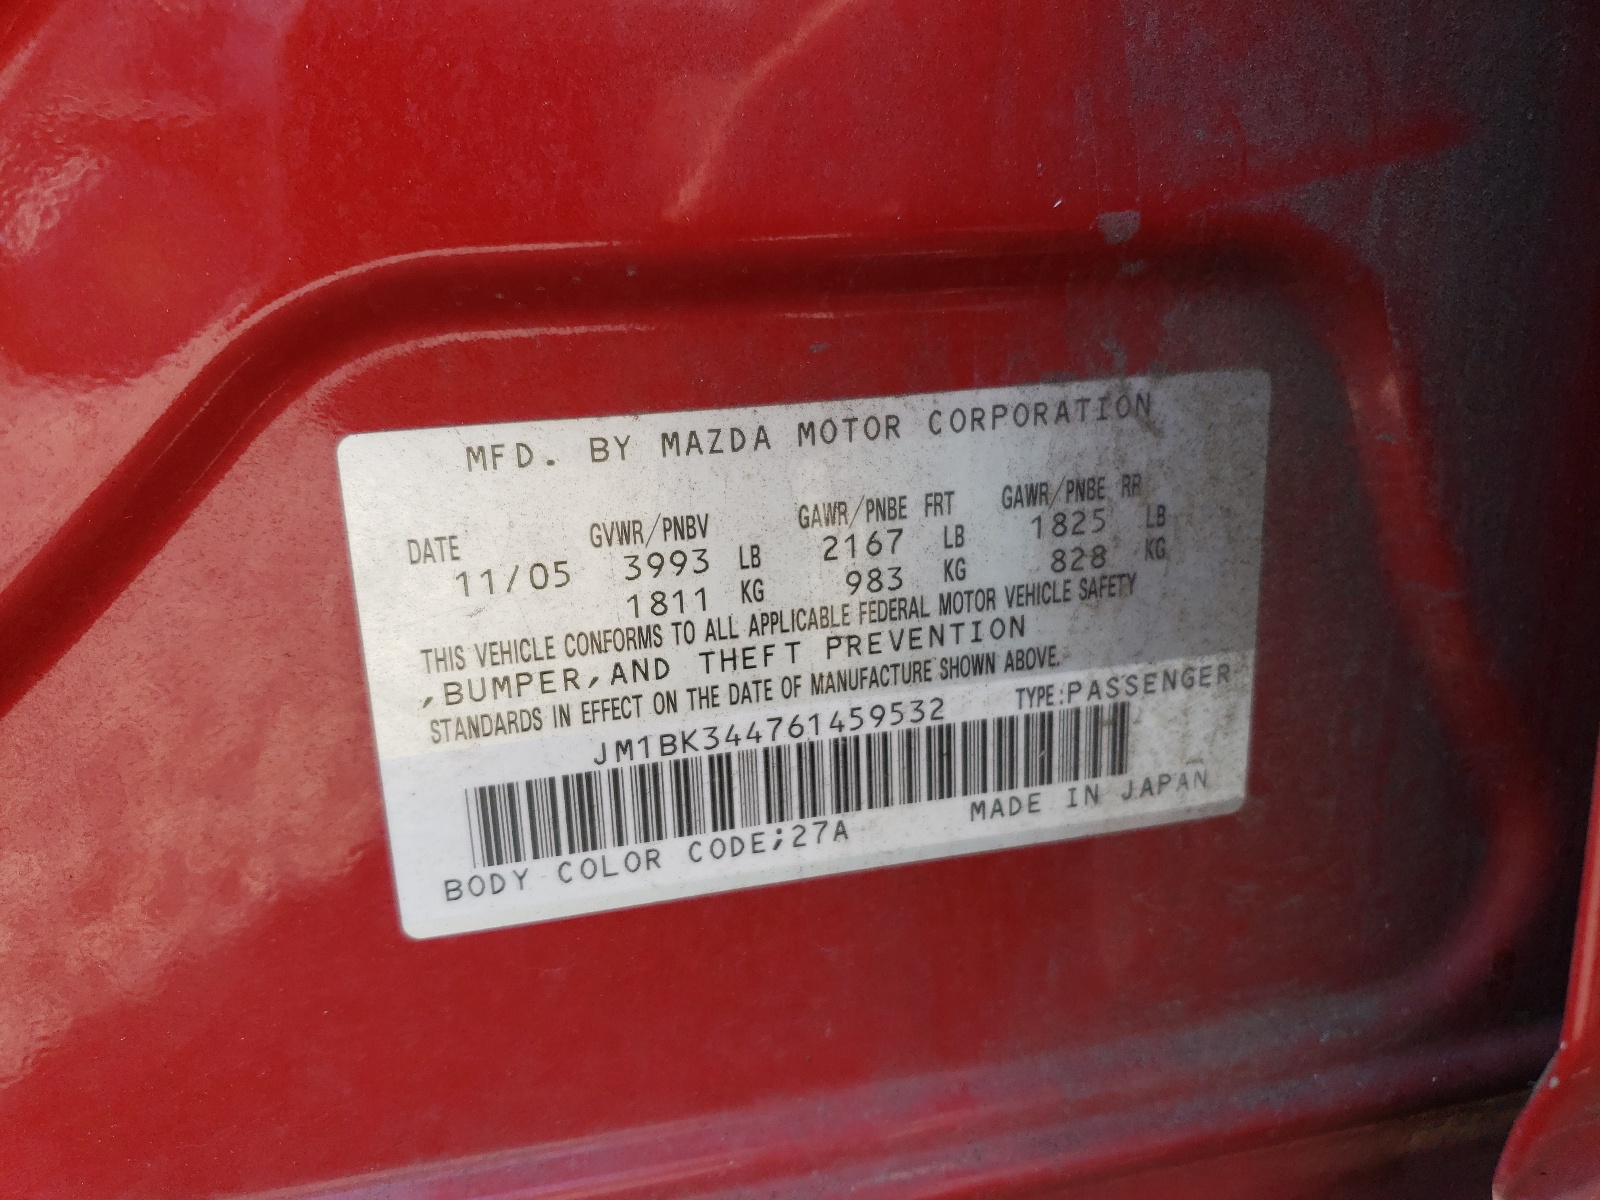 MFD. BY MAZDA MOTOR CORPORATION
DATE GVWR/PNBV GAWR/PNBE FRT GAWR/PNBE RR
11/05 3993 LB 2167 LB 1825 LB
1811 KG 983 KG 828 KG
THIS VEHICLE CONFORMS TO ALL APPLICABLE FEDERAL MOTOR VEHICLE SAFETY
,BUMPER,AND THEFT PREVENTION
STANDARDS IN EFFECT ON THE DATE OF MANUFACTURE SHOWN ABOVE.
JM1BK344761459532 TYPE:PASSENGER
BODY COLOR CODE;27A MADE IN JAPAN